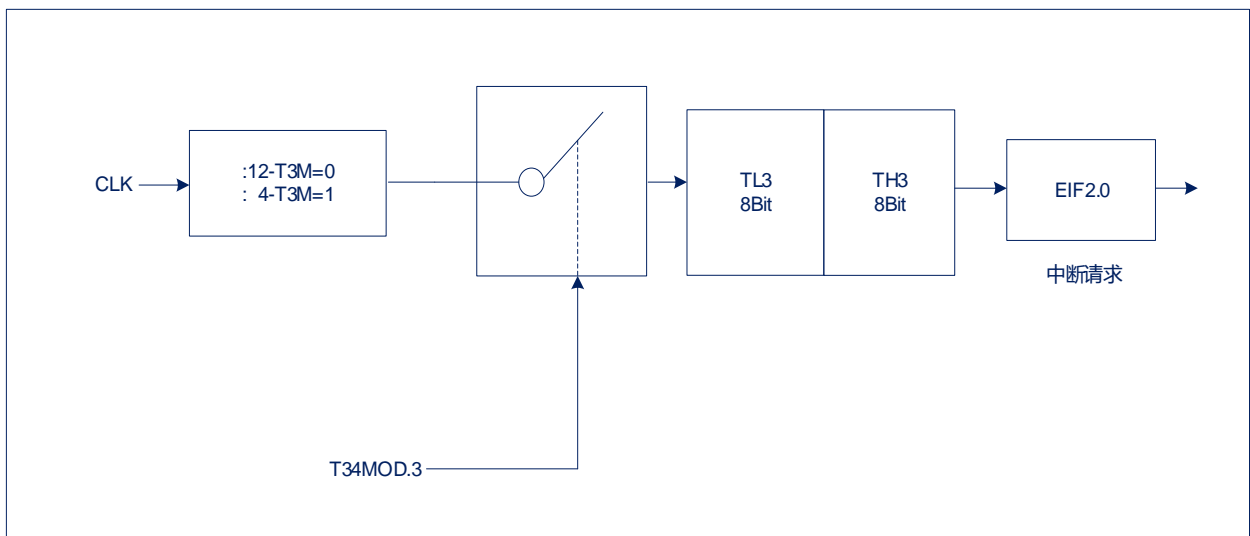 :12-T3M=0
: 4-T3M=1
CLK
TL3
8Bit
TH3
8Bit
EIF2.0
中断请求
T34MOD.3